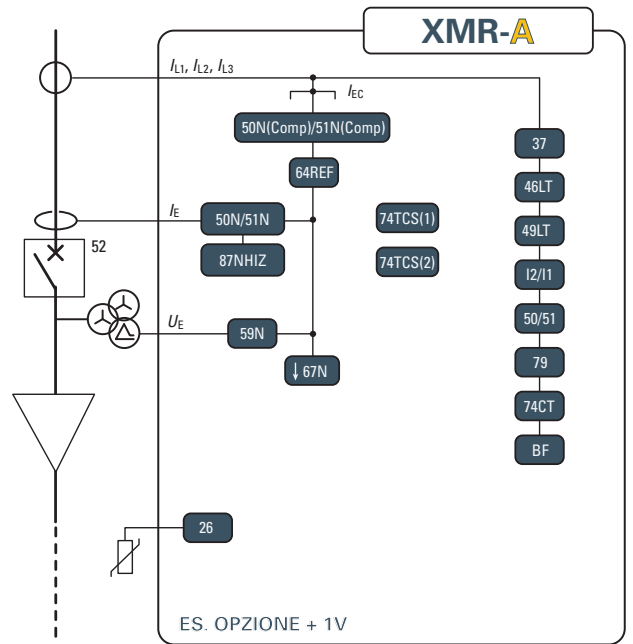 XMR-A
IL1, IL2, IL3
IEC
50N(Comp)/51N(Comp)
37
64REF
46LT
IE
50N/51N
74TCS(1)
49LT
52
87NHIZ
74TCS(2)
I2/I1
UE
59N
50/51
↓ 67N
79
74CT
BF
26
ES. OPZIONE + 1V